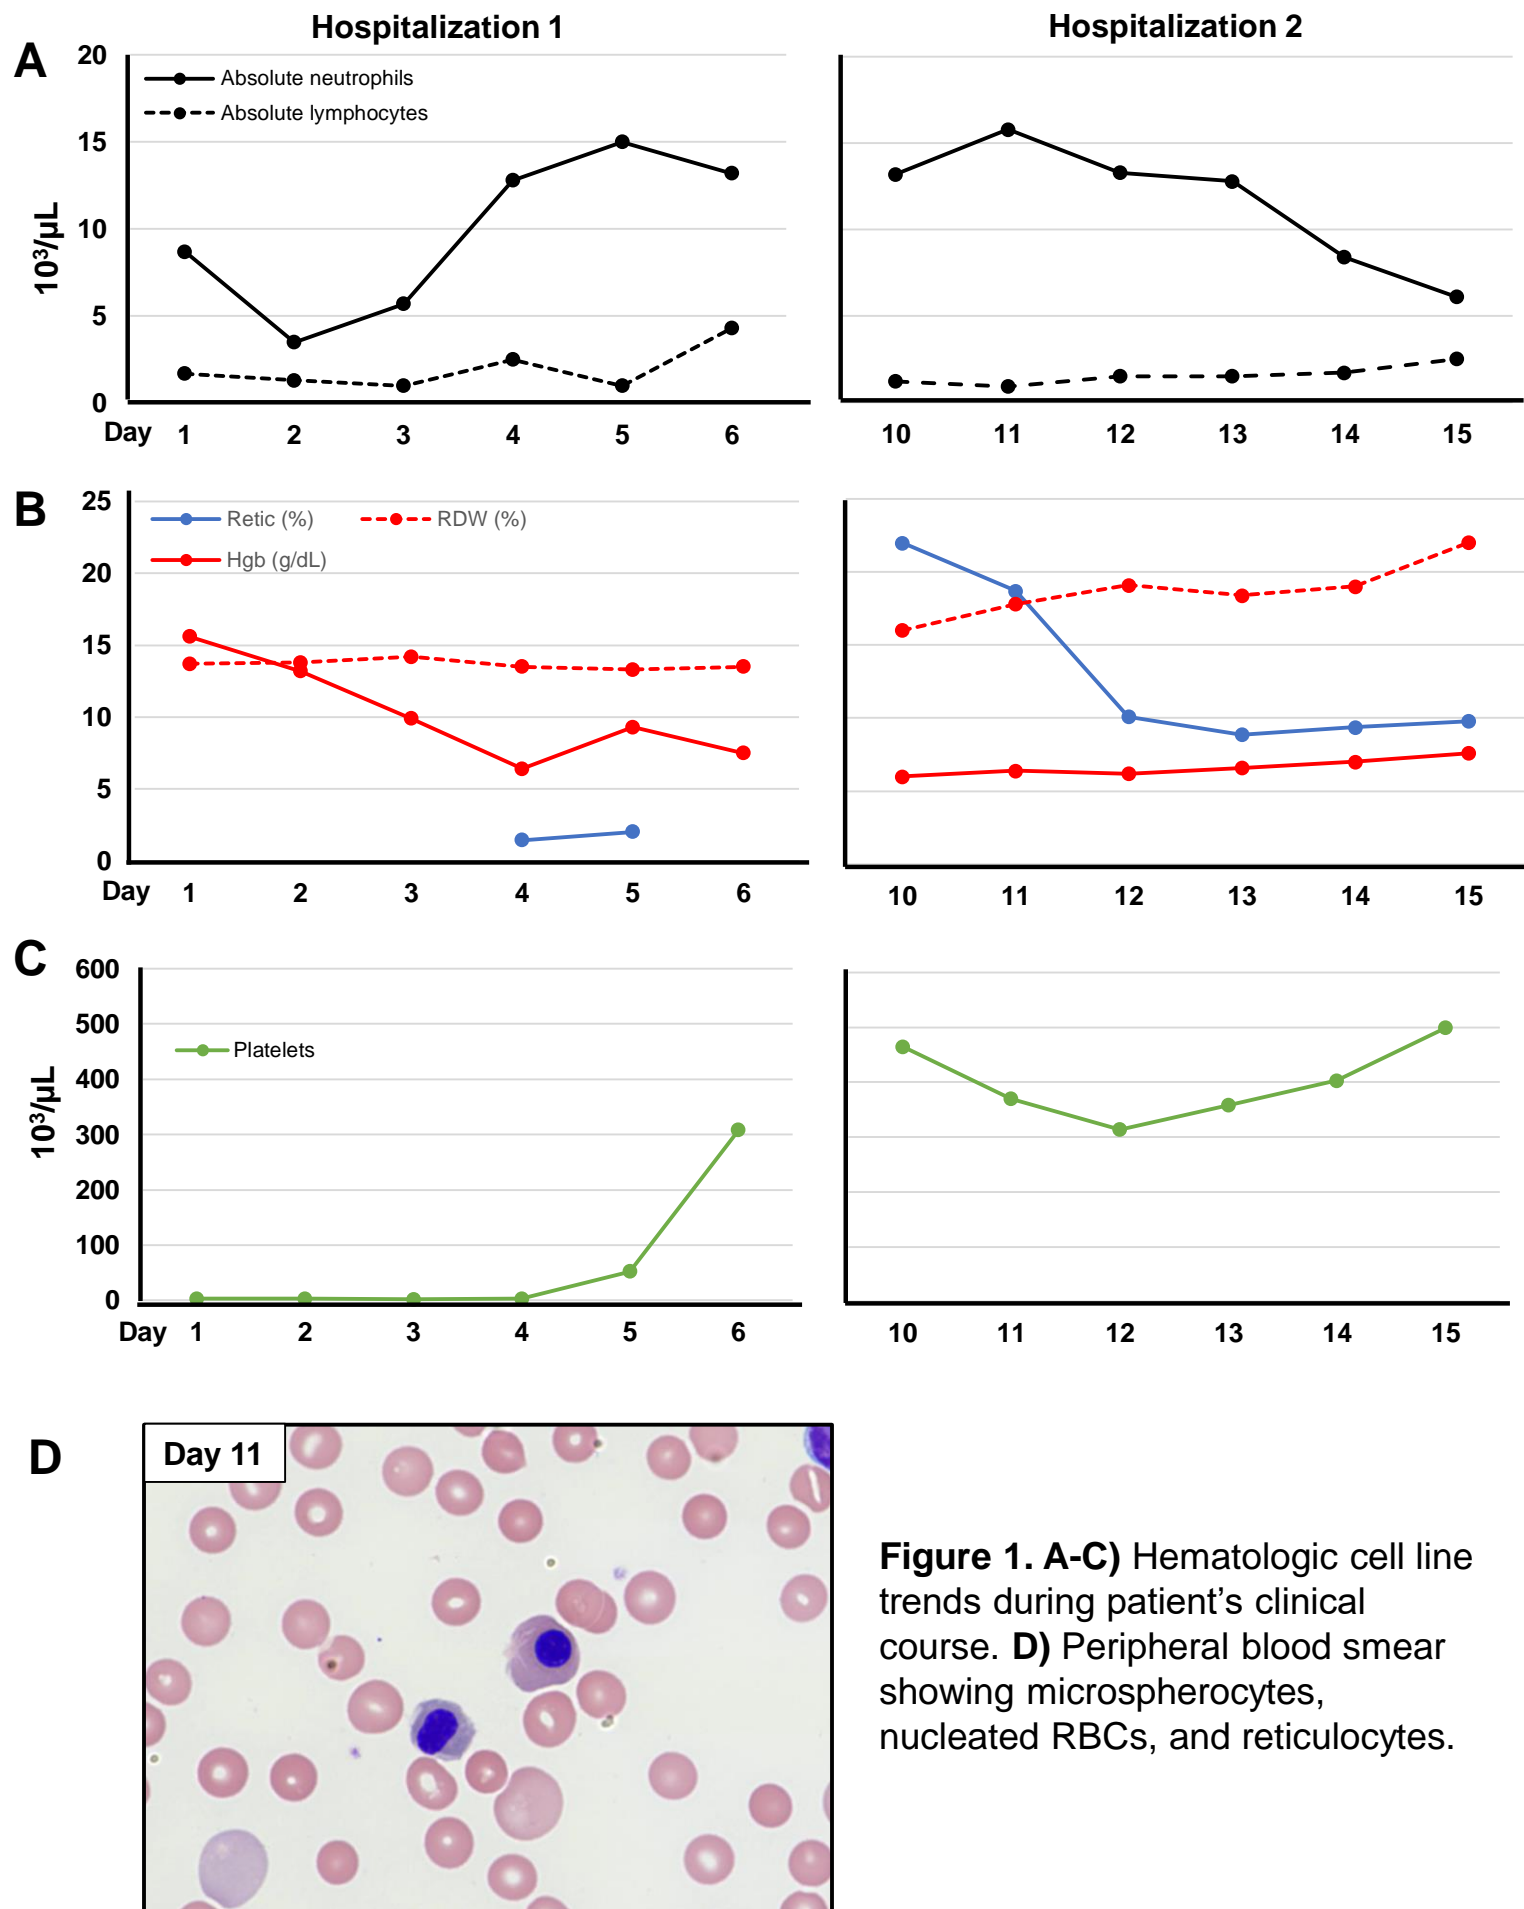 Hospitalization 1
Hospitalization 2
A
20
15
10
5
0
10³/µL
Absolute neutrophils
Absolute lymphocytes
Day 1 2 3 4 5 6
10 11 12 13 14 15
B
25
20
15
10
5
0
Retic (%)
RDW (%)
Hgb (g/dL)
Day 1 2 3 4 5 6
10 11 12 13 14 15
C
600
500
400
300
200
100
0
10³/µL
Platelets
Day 1 2 3 4 5 6
10 11 12 13 14 15
D
Day 11
Figure 1. A-C) Hematologic cell line
trends during patient’s clinical
course. D) Peripheral blood smear
showing microspherocytes,
nucleated RBCs, and reticulocytes.